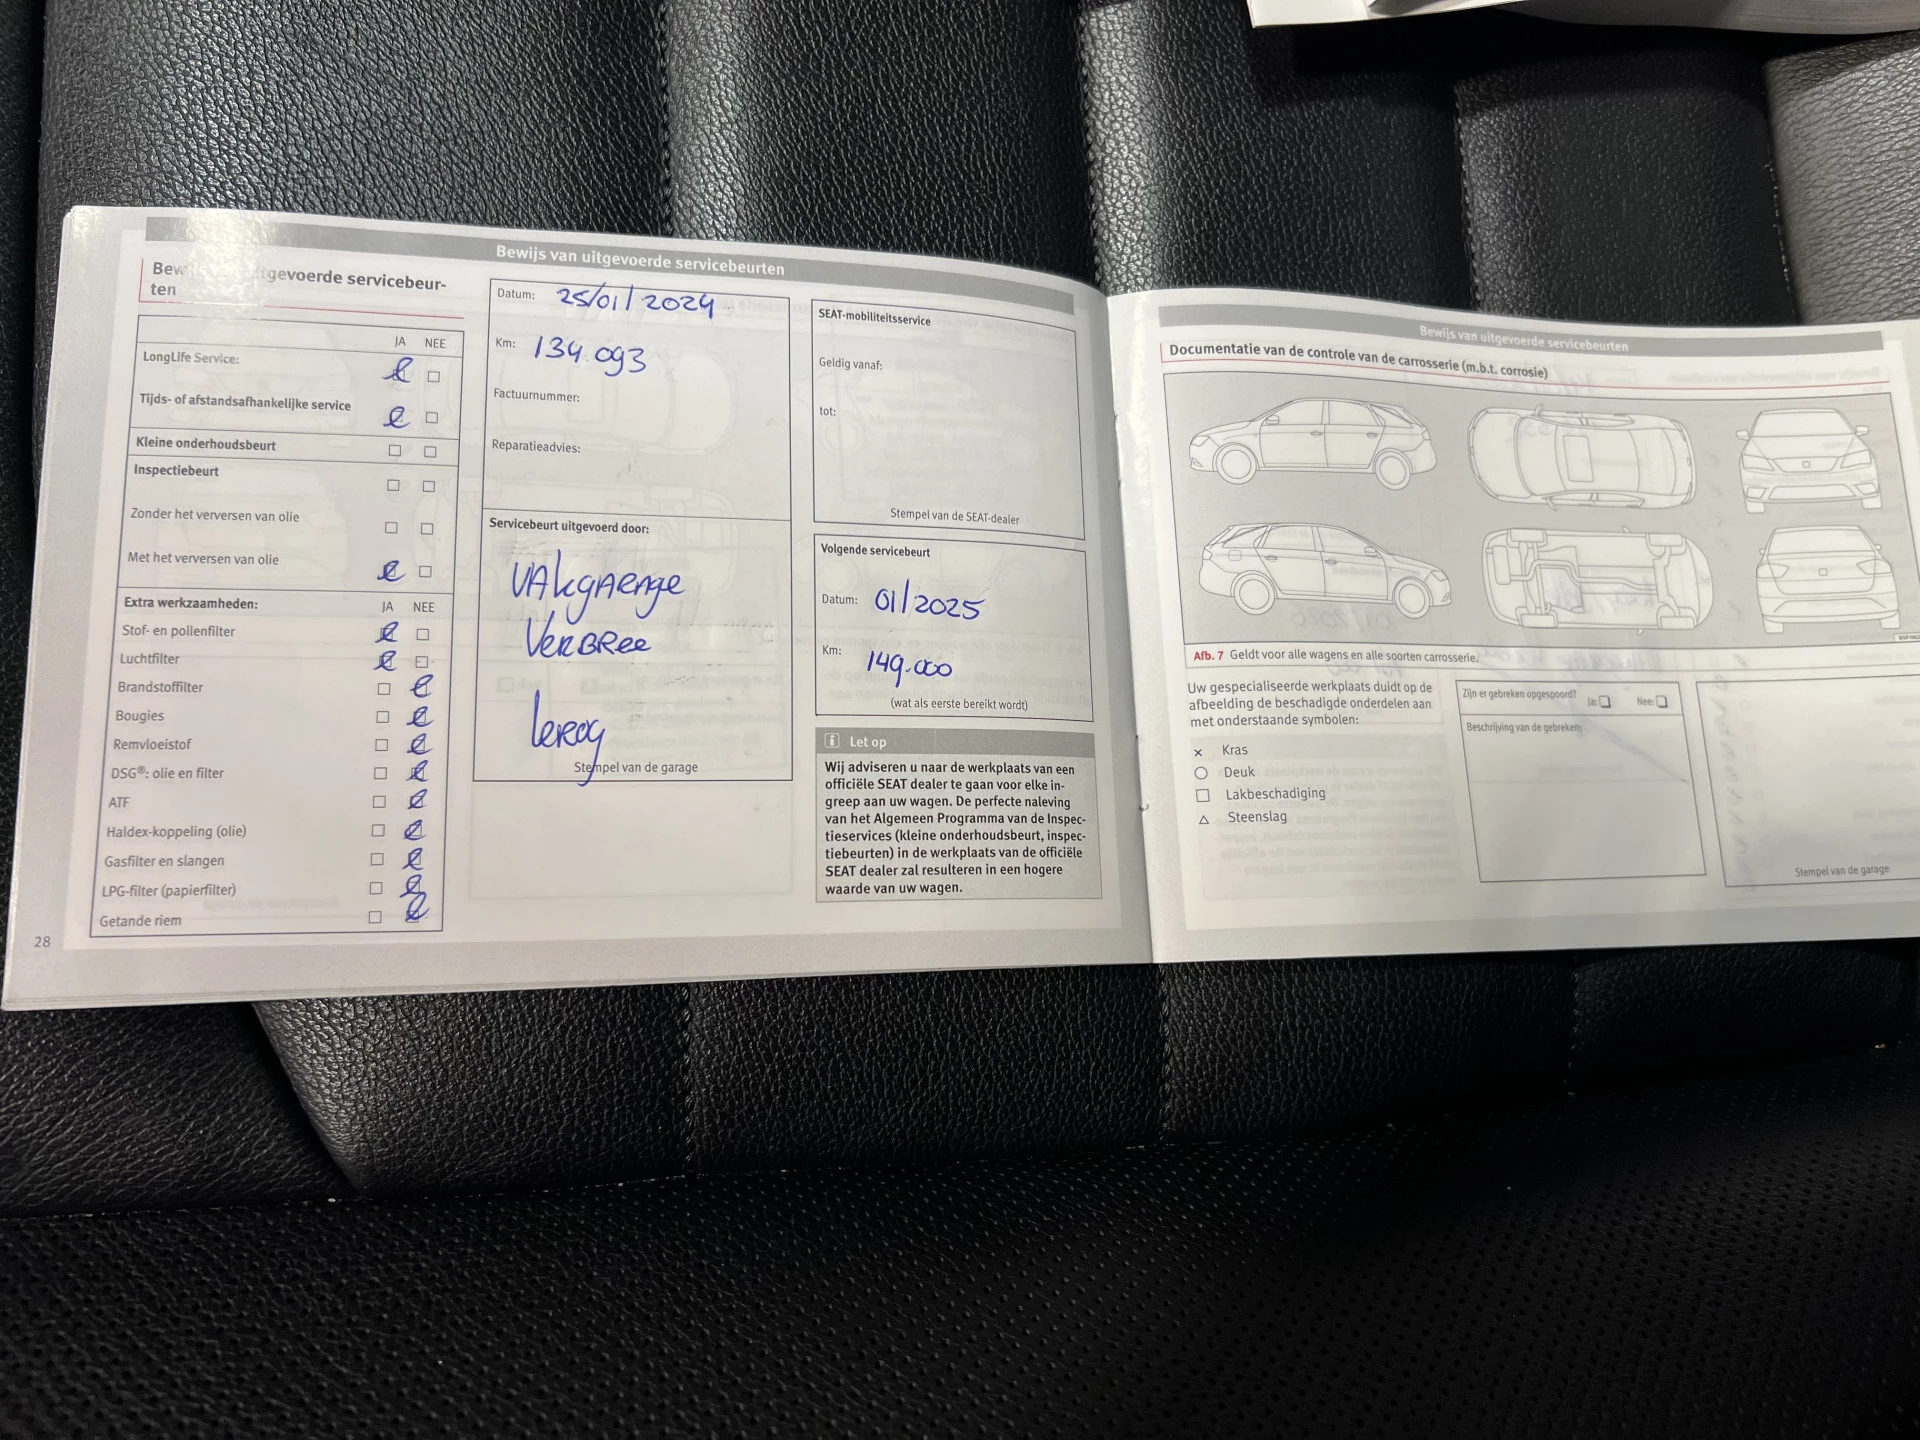 Bewijs van uitgevoerde servicebeurten
uitgevoerde servicebeur-
ten
JA NEE
LongLife Service:
Tijds- of afstandsafhankelijke service
Kleine onderhoudsbeurt
Inspectiebeurt
Zonder het verversen van olie
Met het verversen van olie
Extra werkzaamheden: JA NEE
Stof- en pollenfilter
Luchtfilter
Brandstoffilter
Bougies
Remvloeistof
DSG®: olie en filter
ATF
Haldex-koppeling (olie)
Gasfilter en slangen
LPG-filter (papierfilter)
Getande riem
28
Datum: 25/01/2024
Km: 134.093
Factuurnummer:
Reparatieadvies:
Servicebeurt uitgevoerd door:
VAkgAerage
VerBRee
leroy
Stempel van de garage
SEAT-mobiliteitsservice
Geldig vanaf:
tot:
Stempel van de SEAT-dealer
Volgende servicebeurt
Datum: 01/2025
Km: 149.000
(wat als eerste bereikt wordt)
i Let op
Wij adviseren u naar de werkplaats van een
officiële SEAT dealer te gaan voor elke in-
greep aan uw wagen. De perfecte naleving
van het Algemeen Programma van de Inspec-
tieservices (kleine onderhoudsbeurt, inspec-
tiebeurten) in de werkplaats van de officiële
SEAT dealer zal resulteren in een hogere
waarde van uw wagen.
Bewijs van uitgevoerde servicebeurten
Documentatie van de controle van de carrosserie (m.b.t. corrosie)
Afb. 7 Geldt voor alle wagens en alle soorten carrosserie.
Uw gespecialiseerde werkplaats duidt op de
afbeelding de beschadigde onderdelen aan
met onderstaande symbolen:
x Kras
○ Deuk
□ Lakbeschadiging
△ Steenslag
Zijn er gebreken opgespoord? Ja: Nee:
Beschrijving van de gebreken:
Stempel van de garage